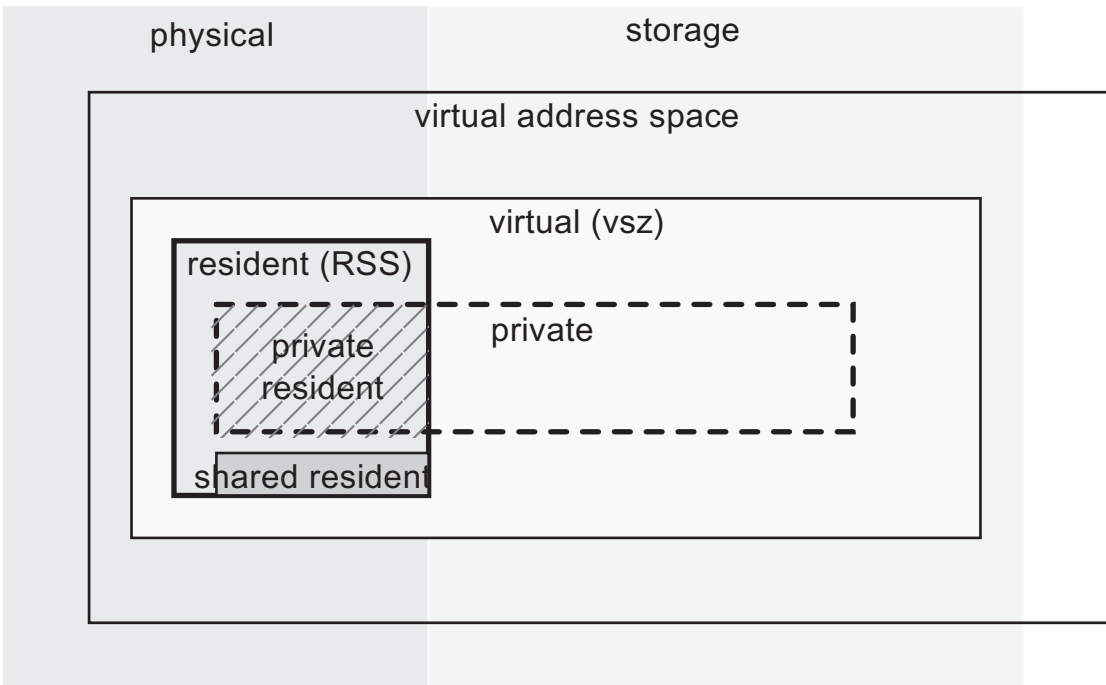 physical
storage
virtual address space
virtual (vsz)
resident (RSS)
private
private
resident
shared resident